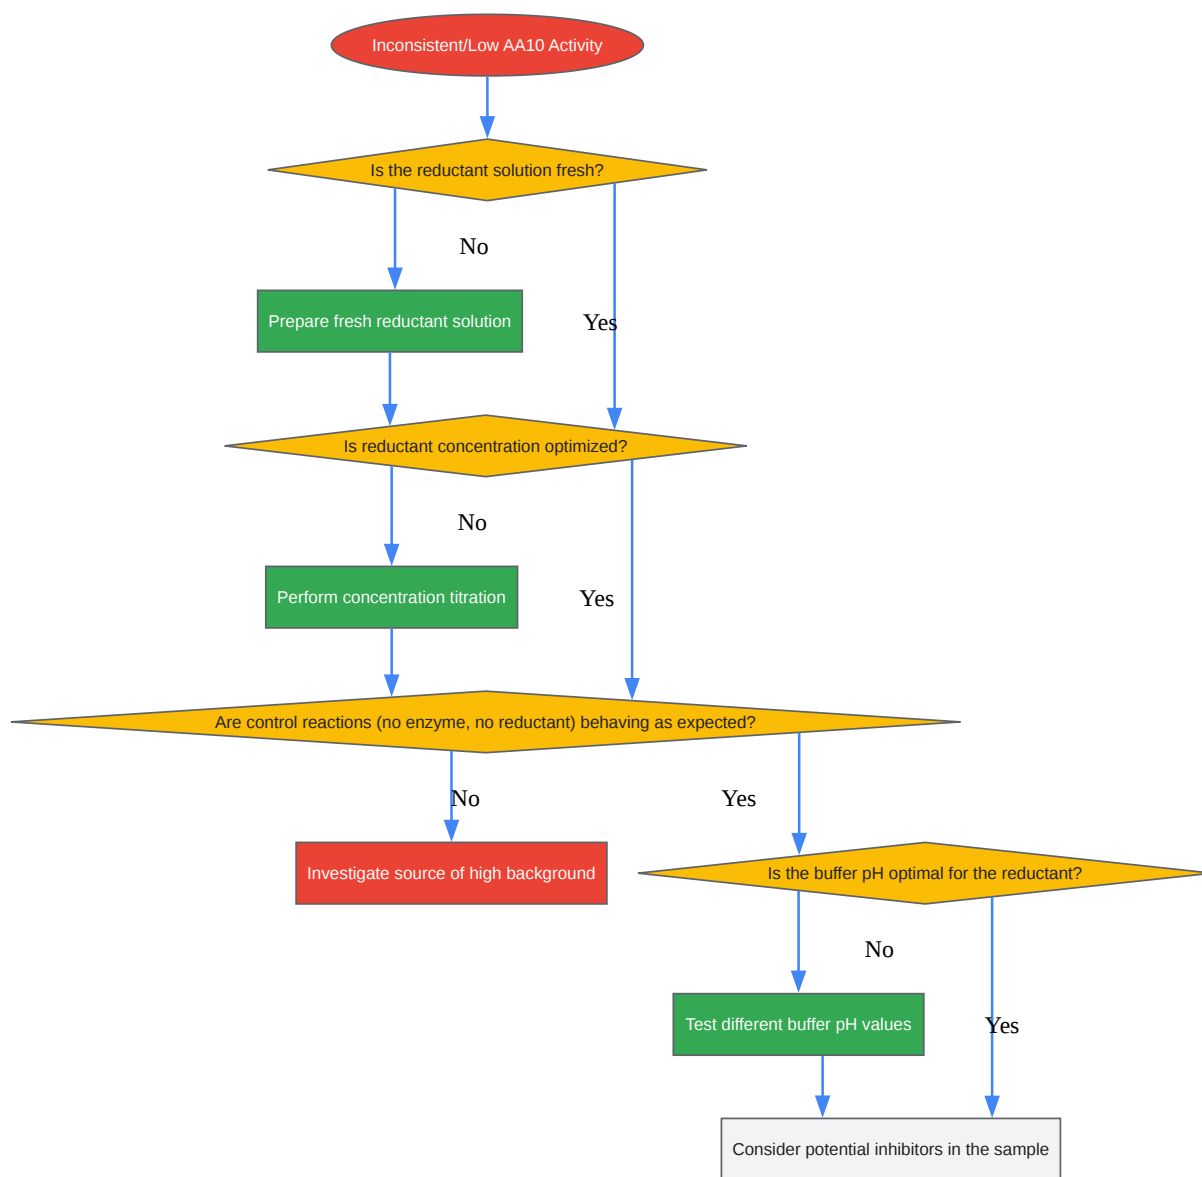 Inconsistent/Low AA10 Activity
Is the reductant solution fresh?
No
Prepare fresh reductant solution
Yes
Is reductant concentration optimized?
No
Perform concentration titration
Yes
Are control reactions (no enzyme, no reductant) behaving as expected?
No
Yes
Investigate source of high background
Is the buffer pH optimal for the reductant?
No
Test different buffer pH values
Yes
Consider potential inhibitors in the sample